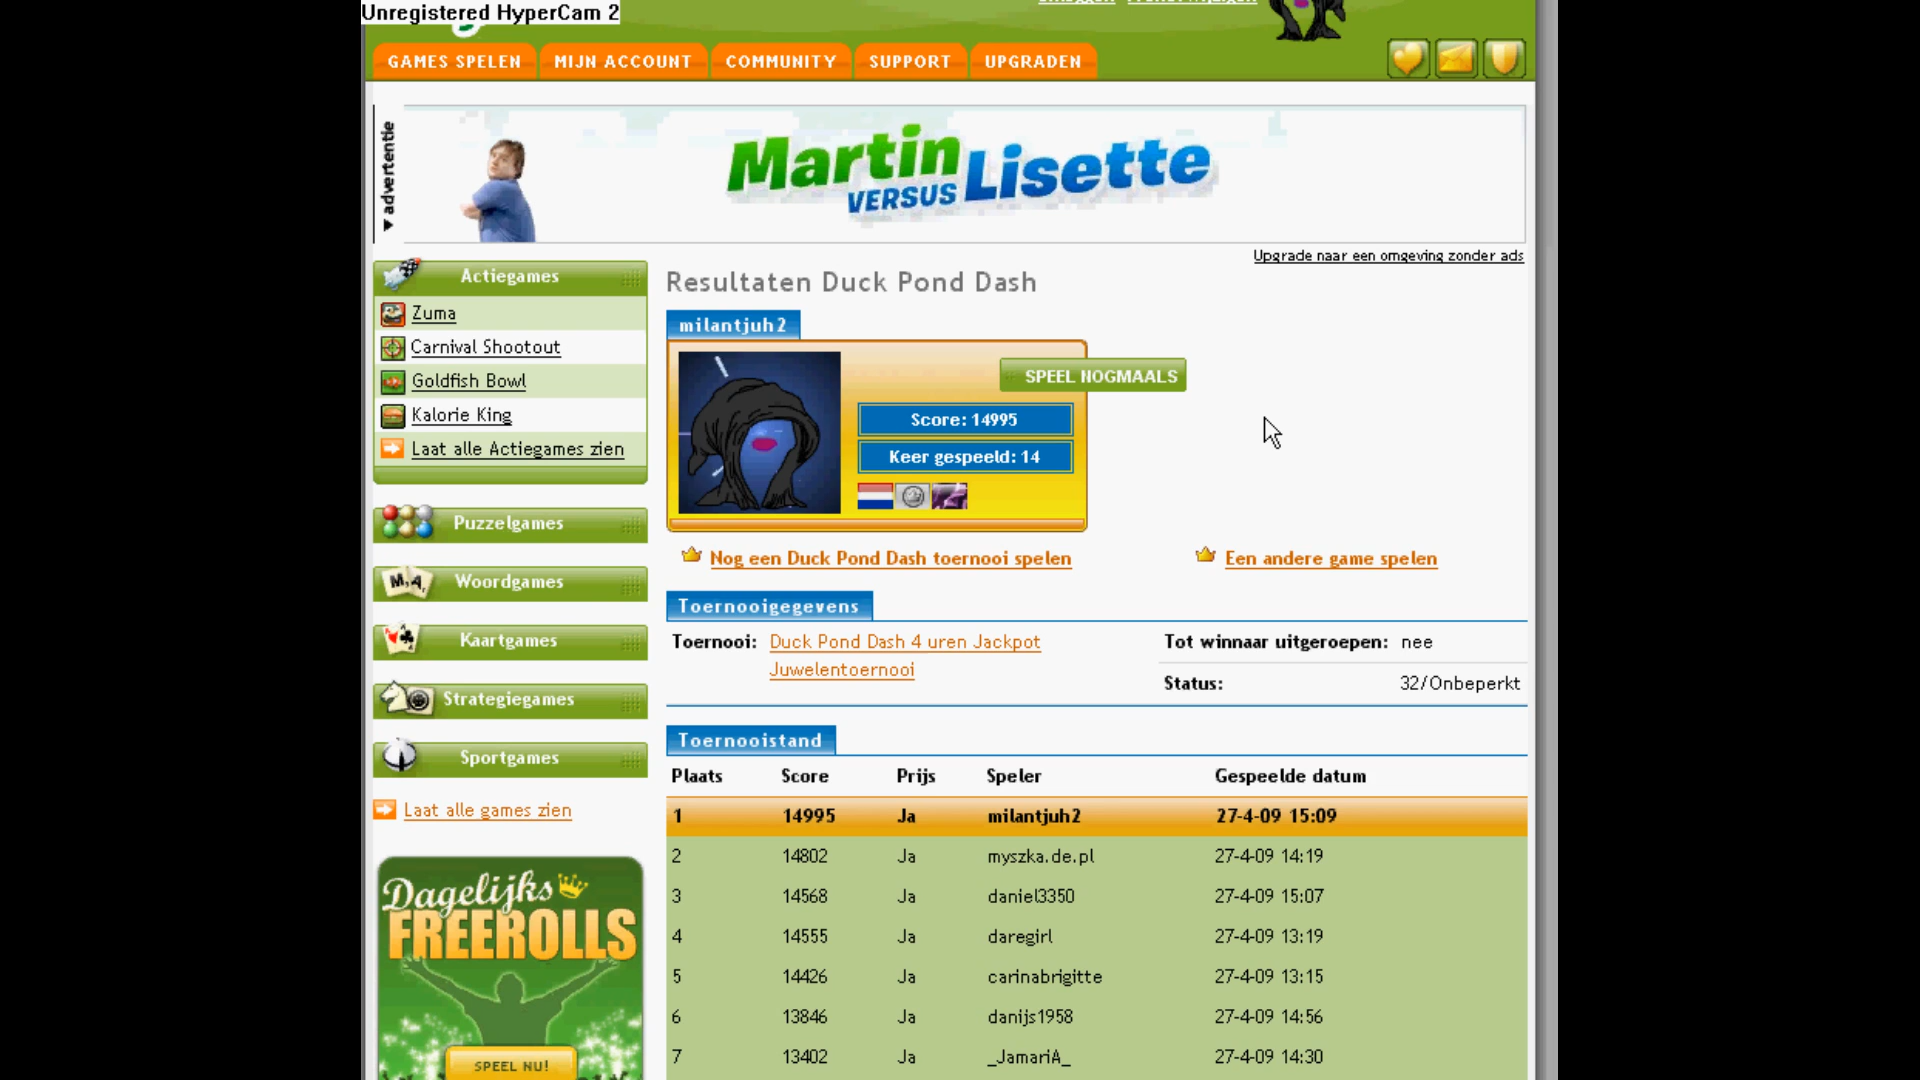 Unregistered HyperCam 2
GAMES SPELEN MIJN ACCOUNT COMMUNITY SUPPORT UPGRADEN
▼advertentie
Martin VERSUS Lisette
Upgrade naar een omgeving zonder ads
Actiegames
Zuma
Carnival Shootout
Goldfish Bowl
Kalorie King
Laat alle Actiegames zien
Puzzelgames
Woordgames
Kaartgames
Strategiegames
Sportgames
Laat alle games zien
Dagelijks
FREEROLLS
SPEEL NU!
Resultaten Duck Pond Dash
milantjuh2
SPEEL NOGMAALS
Score: 14995
Keer gespeeld: 14
Nog een Duck Pond Dash toernooi spelen
Een andere game spelen
Toernooigegevens
Toernooi: Duck Pond Dash 4 uren Jackpot
Juwelentoernooi
Tot winnaar uitgeroepen: nee
Status: 32/Onbeperkt
Toernooistand
Plaats Score Prijs Speler Gespeelde datum
1 14995 Ja milantjuh2 27-4-09 15:09
2 14802 Ja myszka.de.pl 27-4-09 14:19
3 14568 Ja daniel3350 27-4-09 15:07
4 14555 Ja daregirl 27-4-09 13:19
5 14426 Ja carinabrigitte 27-4-09 13:15
6 13846 Ja danijs1958 27-4-09 14:56
7 13402 Ja _JamariA_ 27-4-09 14:30